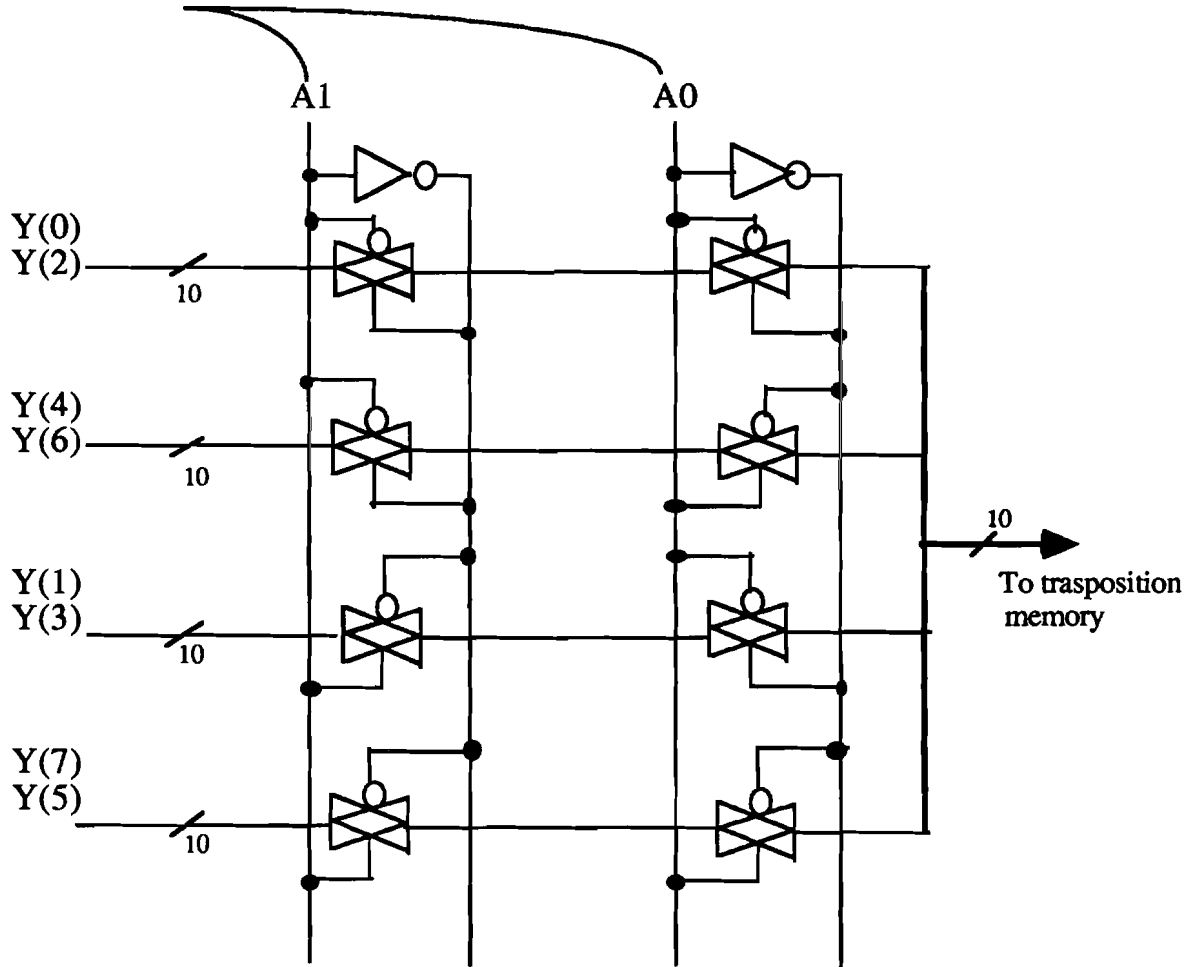 A1
A0
Y(0)
Y(2)
10
Y(4)
Y(6)
10
10
To trasposition
memory
Y(1)
Y(3)
10
Y(7)
Y(5)
10